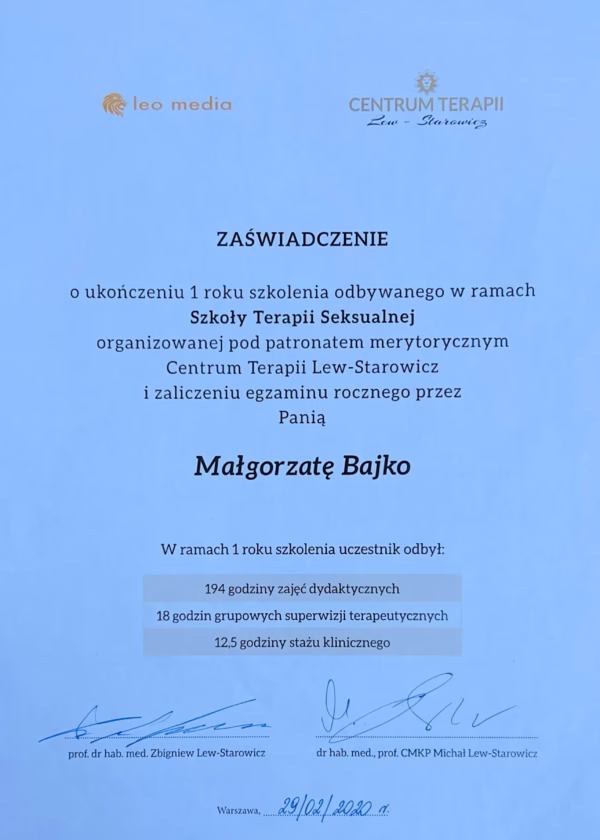 leo media
CENTRUM TERAPII
Lew - Starowicz
ZAŚWIADCZENIE
o ukończeniu 1 roku szkolenia odbywanego w ramach
Szkoły Terapii Seksualnej
organizowanej pod patronatem merytorycznym
Centrum Terapii Lew-Starowicz
i zaliczeniu egzaminu rocznego przez
Panią
Małgorzatę Bajko
W ramach 1 roku szkolenia uczestnik odbył:
194 godziny zajęć dydaktycznych
18 godzin grupowych superwizji terapeutycznych
12,5 godziny stażu klinicznego
prof. dr hab. med. Zbigniew Lew-Starowicz
dr hab. med., prof. CMKP Michał Lew-Starowicz
Warszawa, 29/02/2020 r.